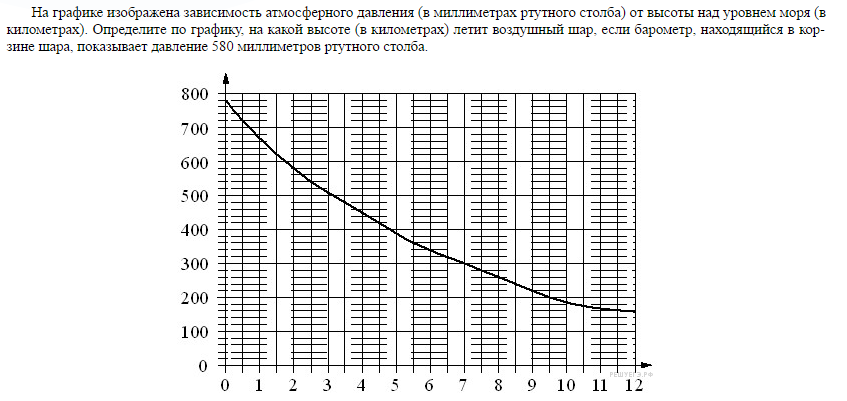 На графике изображена зависимость атмосферного давления (в миллиметрах ртутного столба) от высоты над уровнем моря (в
километрах). Определите по графику, на какой высоте (в километрах) летит воздушный шар, если барометр, находящийся в кор-
зине шара, показывает давление 580 миллиметров ртутного столба.
800
700
600
500
400
300
200
100
0
0 1 2 3 4 5 6 7 8 9 10 11 12
РЕШУЕГЭ.РФ